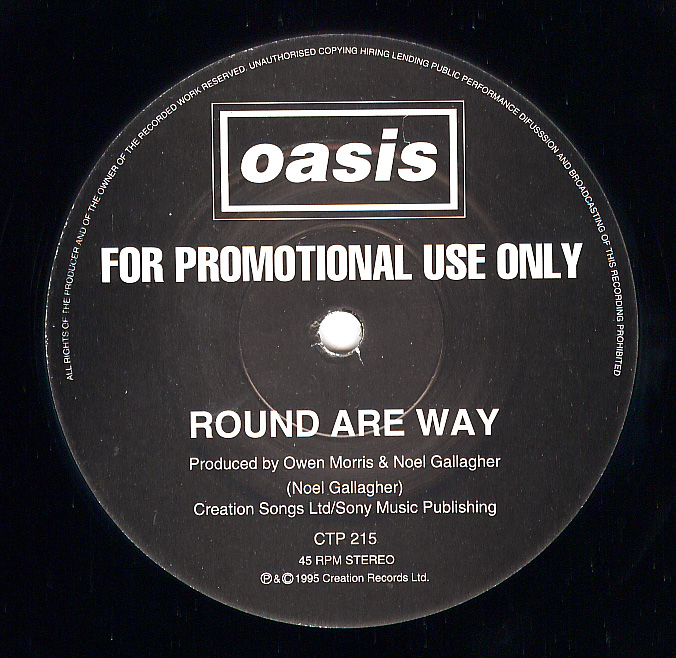 ALL RIGHTS OF THE PRODUCER AND OF THE OWNER OF THE RECORDED WORK RESERVED. UNAUTHORISED COPYING HIRING LENDING PUBLIC PERFORMANCE DIFUSSSION AND BROADCASTING OF THIS RECORDING PROHIBITED
oasis
FOR PROMOTIONAL USE ONLY
ROUND ARE WAY
Produced by Owen Morris & Noel Gallagher
(Noel Gallagher)
Creation Songs Ltd/Sony Music Publishing
CTP 215
45 RPM STEREO
℗ & © 1995 Creation Records Ltd.